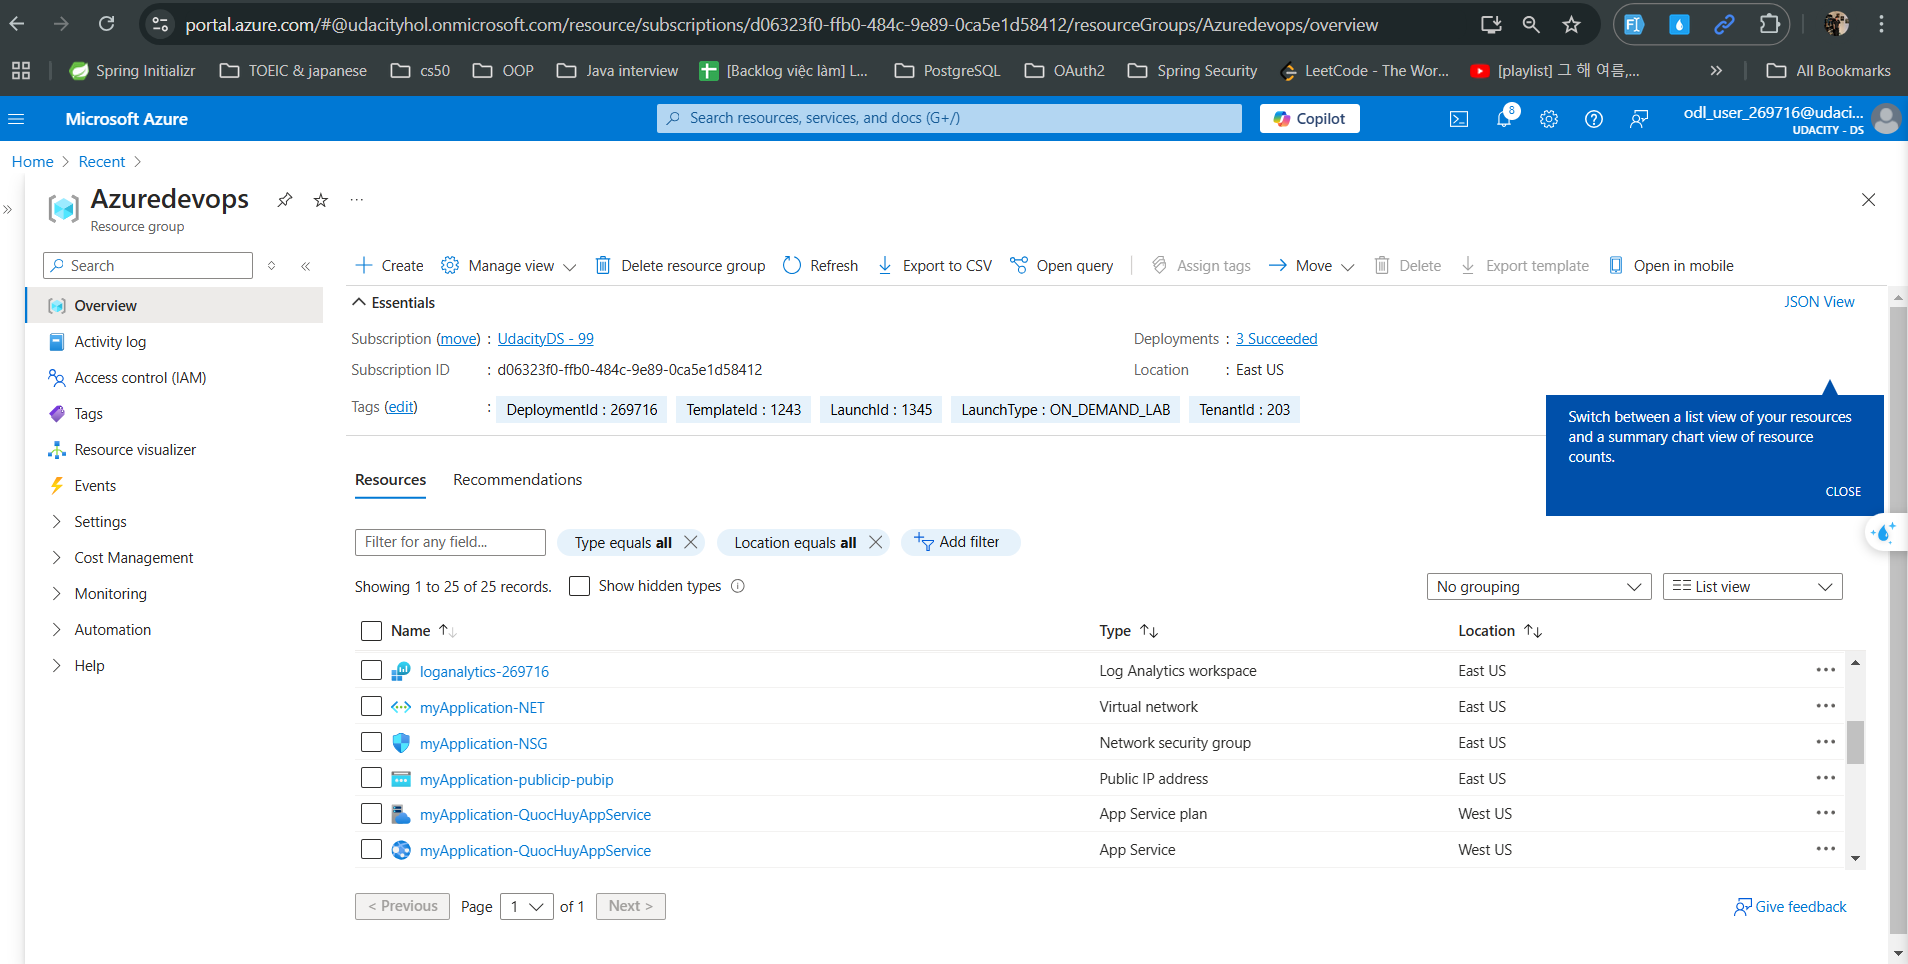 portal.azure.com/#@udacityhol.onmicrosoft.com/resource/subscriptions/d06323f0-ffb0-484c-9e89-0ca5e1d58412/resourceGroups/Azuredevops/overview
Spring Initializr TOEIC & japanese cs50 OOP Java interview [Backlog việc làm] L... PostgreSQL OAuth2 Spring Security LeetCode - The Wor... [playlist] 그 해 여름,... All Bookmarks
Microsoft Azure Search resources, services, and docs (G+/) Copilot 8 odl_user_269716@udaci...
UDACITY - DS
Home > Recent >
Azuredevops
Resource group
Search
Create Manage view Delete resource group Refresh Export to CSV Open query Assign tags Move Delete Export template Open in mobile
Overview
Activity log
Access control (IAM)
Tags
Resource visualizer
Events
Settings
Cost Management
Monitoring
Automation
Help
Essentials JSON View
Subscription (move) : UdacityDS - 99 Deployments : 3 Succeeded
Subscription ID : d06323f0-ffb0-484c-9e89-0ca5e1d58412 Location : East US
Tags (edit) : DeploymentId : 269716 TemplateId : 1243 LaunchId : 1345 LaunchType : ON_DEMAND_LAB TenantId : 203
Switch between a list view of your resources
and a summary chart view of resource
counts.
CLOSE
Resources Recommendations
Filter for any field... Type equals all Location equals all Add filter
Showing 1 to 25 of 25 records. Show hidden types No grouping List view
Name Type Location
loganalytics-269716 Log Analytics workspace East US
myApplication-NET Virtual network East US
myApplication-NSG Network security group East US
myApplication-publicip-pubip Public IP address East US
myApplication-QuocHuyAppService App Service plan West US
myApplication-QuocHuyAppService App Service West US
< Previous Page 1 of 1 Next > Give feedback